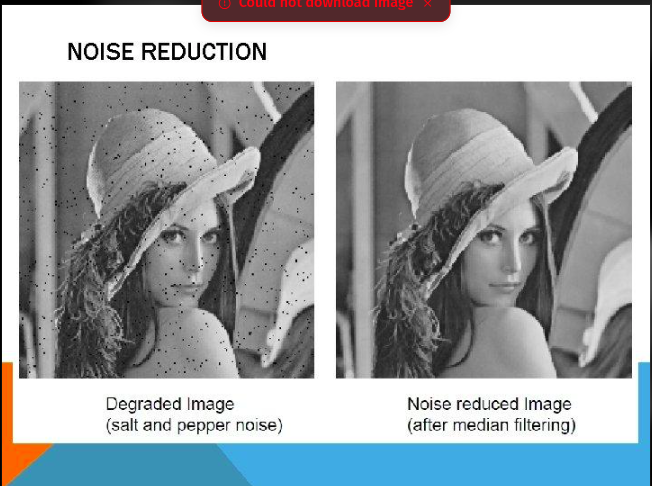 Could not download image
NOISE REDUCTION
Degraded Image
(salt and pepper noise)
Noise reduced Image
(after median filtering)